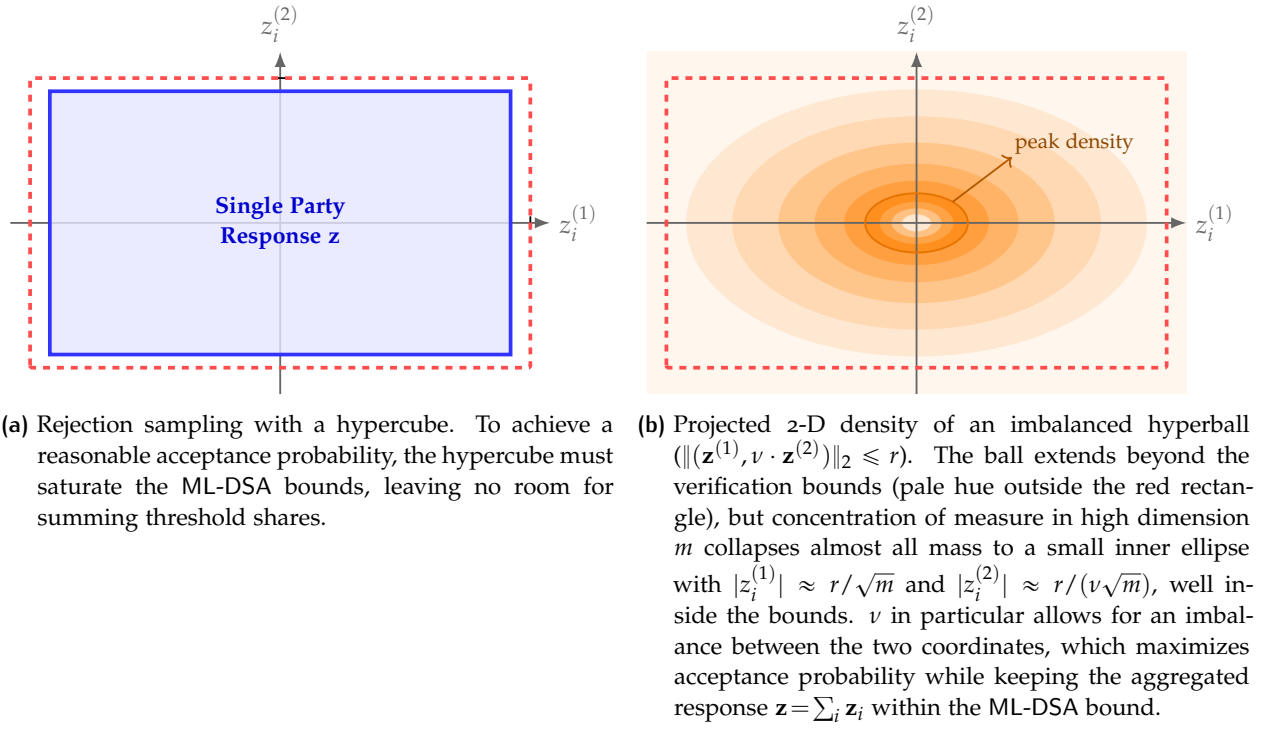 z_i^{(2)}
z_i^{(1)}
Single Party
Response z
z_i^{(2)}
peak density
z_i^{(1)}
(a) Rejection sampling with a hypercube. To achieve a
reasonable acceptance probability, the hypercube must
saturate the ML-DSA bounds, leaving no room for
summing threshold shares.
(b) Projected 2-D density of an imbalanced hyperball
(‖(z^{(1)}, ν · z^{(2)})‖_2 ⩽ r). The ball extends beyond the
verification bounds (pale hue outside the red rectan-
gle), but concentration of measure in high dimension
m collapses almost all mass to a small inner ellipse
with |z_i^{(1)}| ≈ r/√m and |z_i^{(2)}| ≈ r/(ν√m), well in-
side the bounds. ν in particular allows for an imbal-
ance between the two coordinates, which maximizes
acceptance probability while keeping the aggregated
response z = ∑_i z_i within the ML-DSA bound.